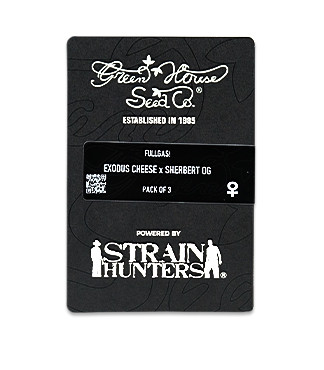 Green House
Seed Co.®
ESTABLISHED IN 1985
FULLGAS!
EXODUS CHEESE x SHERBERT OG
PACK OF 3
POWERED BY
STRAIN
HUNTERS®